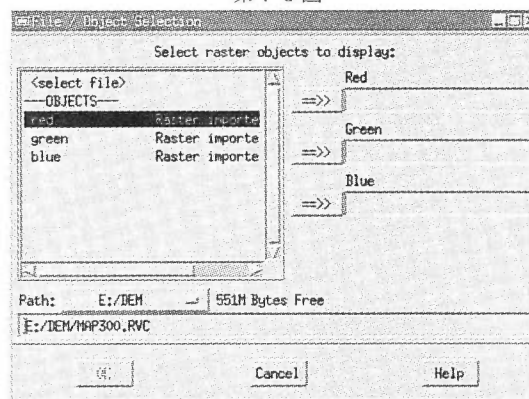 File / Object Selection
Select raster objects to display:
<select file>
---OBJECTS---
red Raster importe
green Raster importe
blue Raster importe
Red
==>>
Green
==>>
Blue
==>>
Path: E:/DEM 551M Bytes Free
E:/DEM/MAP300.RVC
Cancel Help